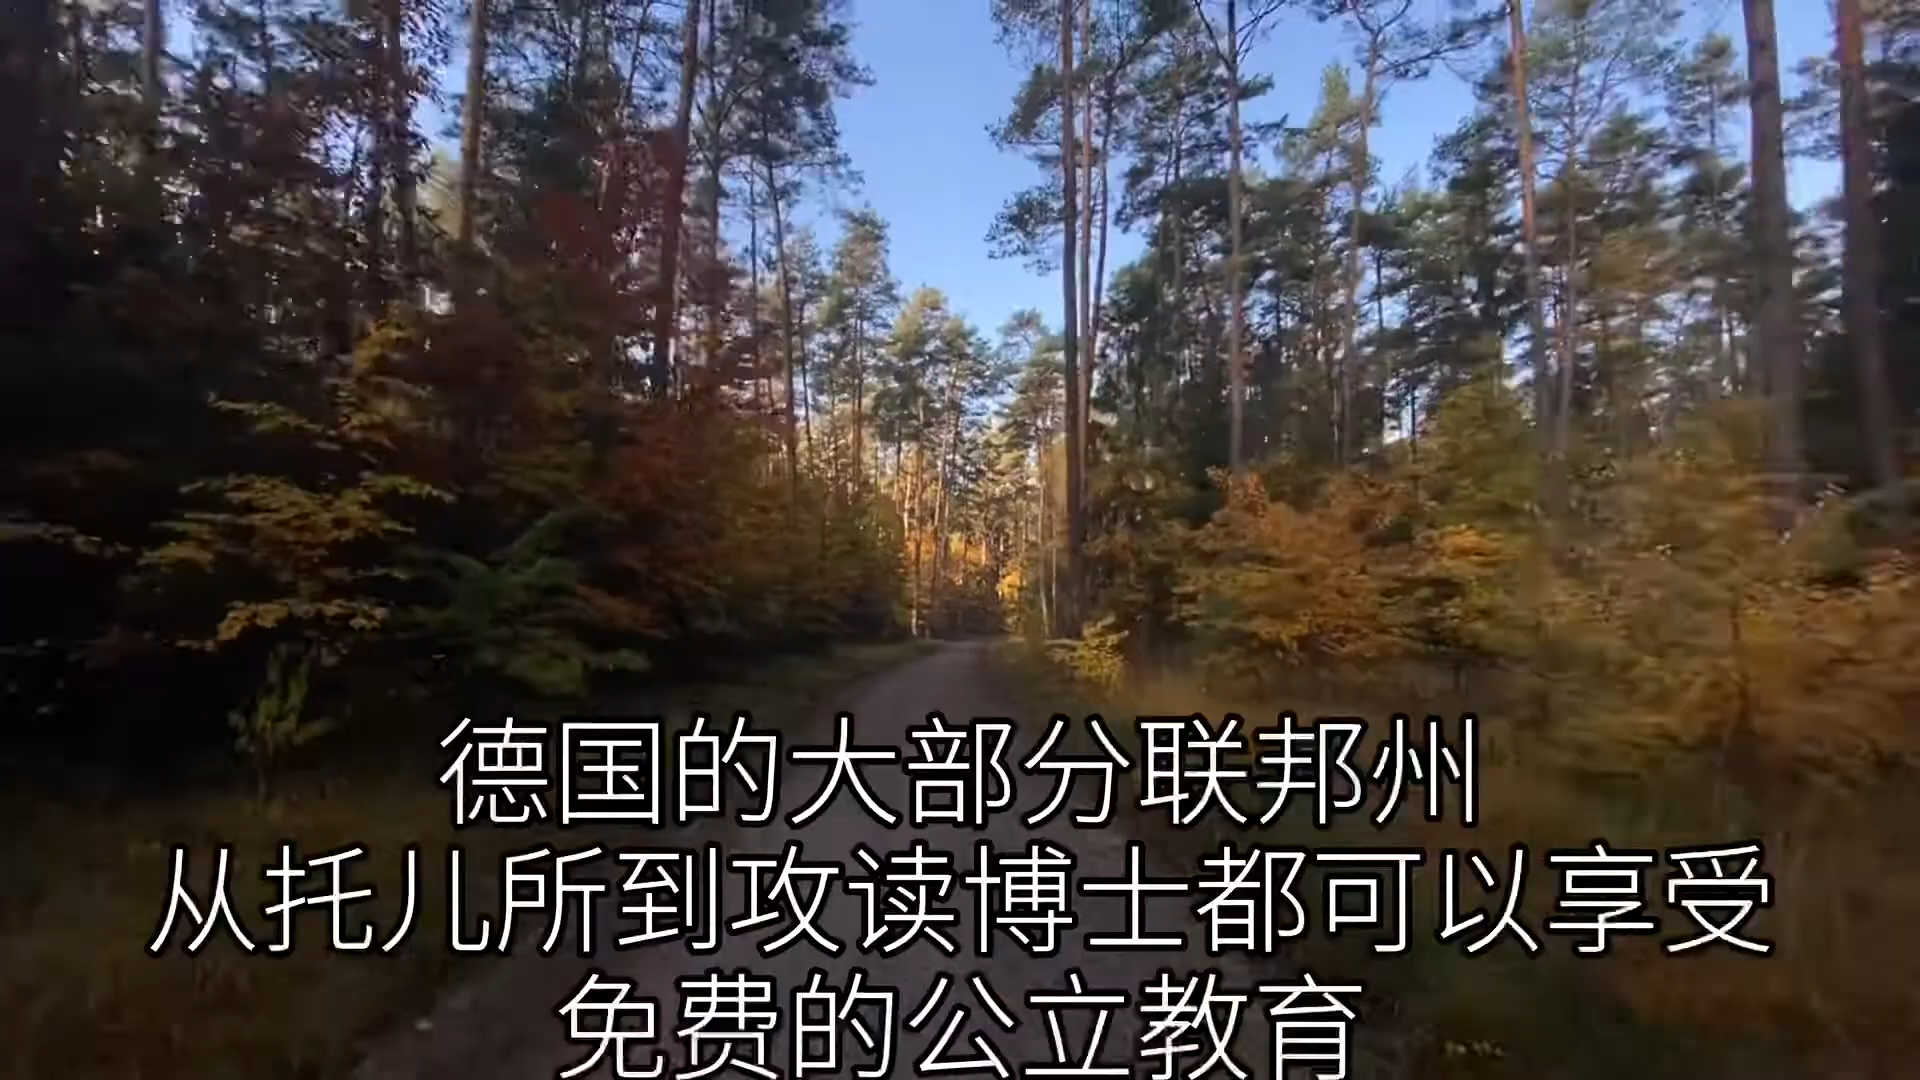 德国的大部分联邦州
从托儿所到攻读博士都可以享受
免费的公立教育